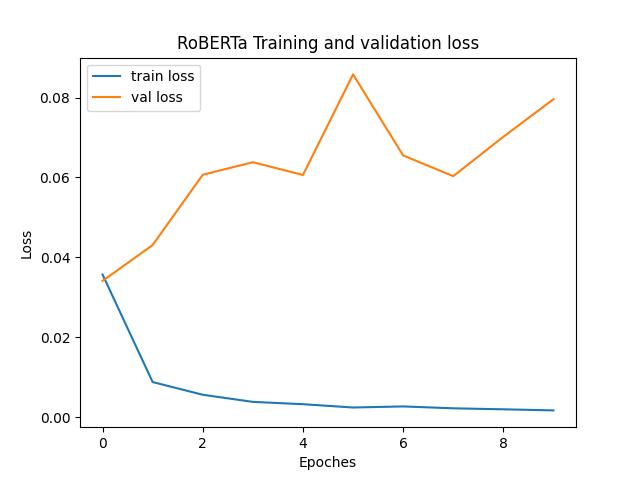 RoBERTa Training and validation loss
train loss
val loss
0.08
0.06
0.04
0.02
0.00
Loss
0 2 4 6 8
Epoches